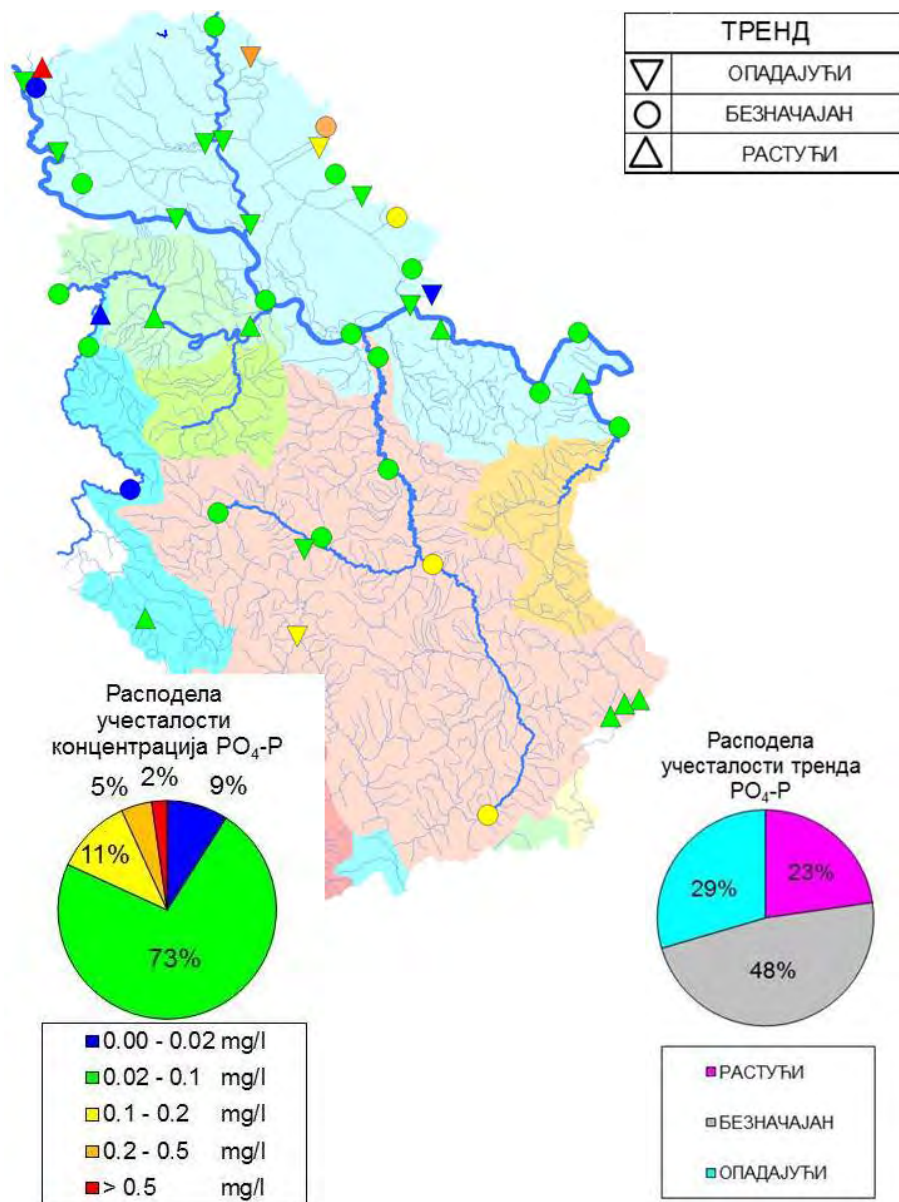 ТРЕНД
ОПАДАЈУЋИ
БЕЗНАЧАЈАН
РАСТУЋИ
Расподела
учесталости
концентрација PO₄-P
5%
2%
9%
11%
73%
0.00 - 0.02 mg/l
0.02 - 0.1 mg/l
0.1 - 0.2 mg/l
0.2 - 0.5 mg/l
> 0.5 mg/l
Расподела
учесталости тренда
PO₄-P
29%
23%
48%
РАСТУЋИ
БЕЗНАЧАЈАН
ОПАДАЈУЋИ